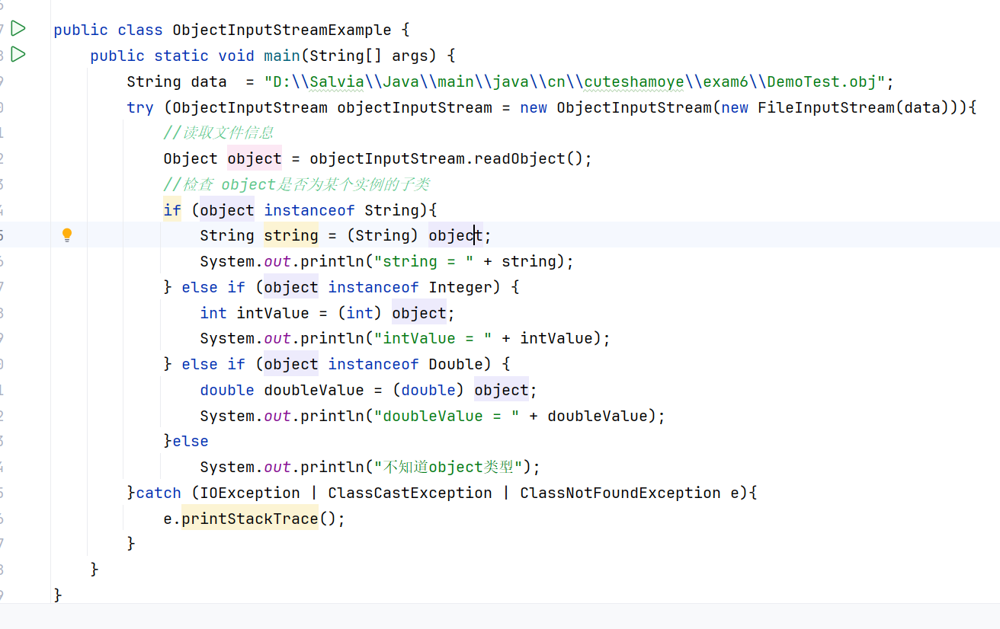 public class ObjectInputStreamExample {
    public static void main(String[] args) {
        String data  = "D:\\Salvia\\Java\\main\\java\\cn\\cuteshamoye\\exam6\\DemoTest.obj";
        try (ObjectInputStream objectInputStream = new ObjectInputStream(new FileInputStream(data))){
            //读取文件信息
            Object object = objectInputStream.readObject();
            //检查 object是否为某个实例的子类
            if (object instanceof String){
                String string = (String) object;
                System.out.println("string = " + string);
            } else if (object instanceof Integer) {
                int intValue = (int) object;
                System.out.println("intValue = " + intValue);
            } else if (object instanceof Double) {
                double doubleValue = (double) object;
                System.out.println("doubleValue = " + doubleValue);
            }else
                System.out.println("不知道object类型");
        }catch (IOException | ClassCastException | ClassNotFoundException e){
            e.printStackTrace();
        }
    }
}